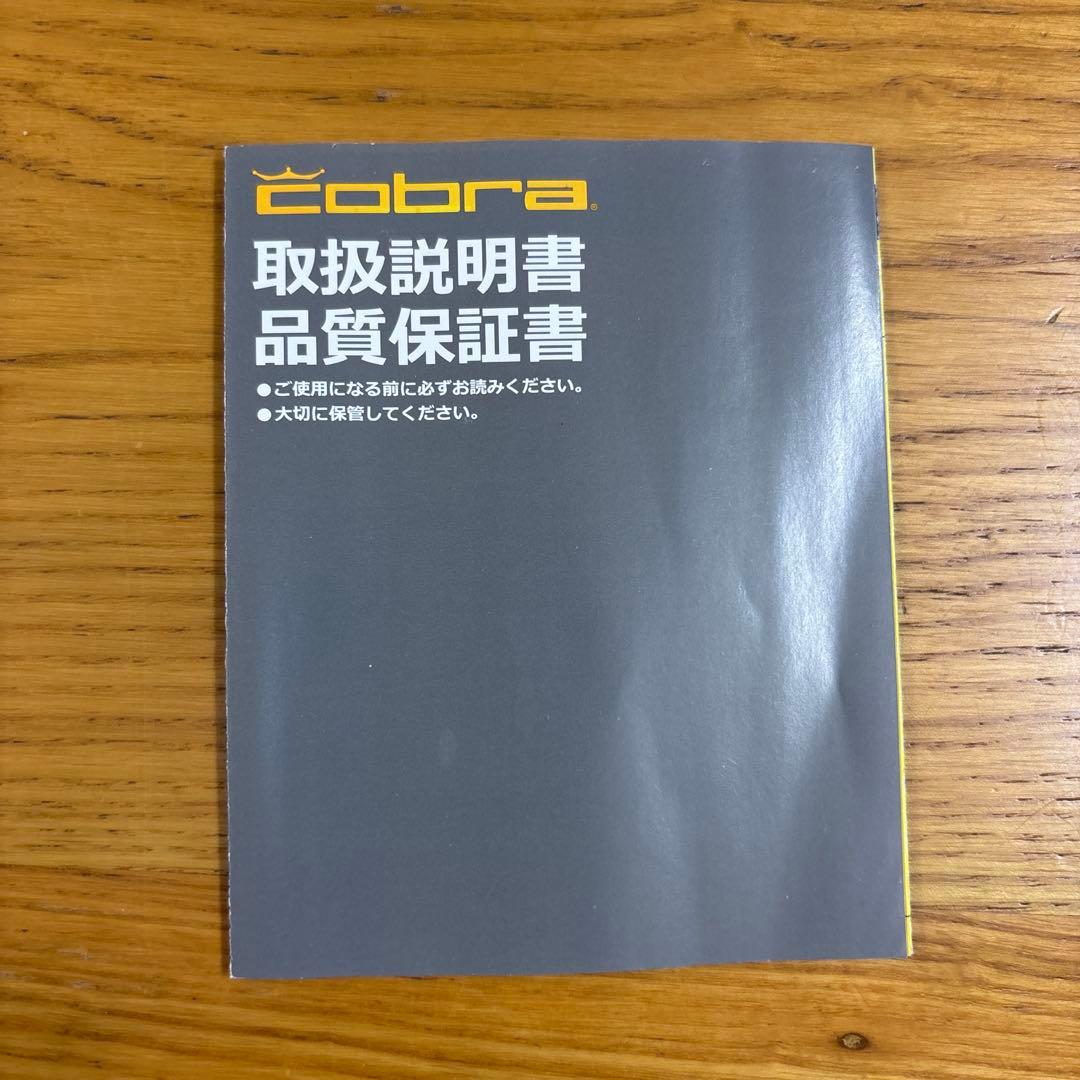 cobra®
取扱説明書
品質保証書
●ご使用になる前に必ずお読みください。
●大切に保管してください。